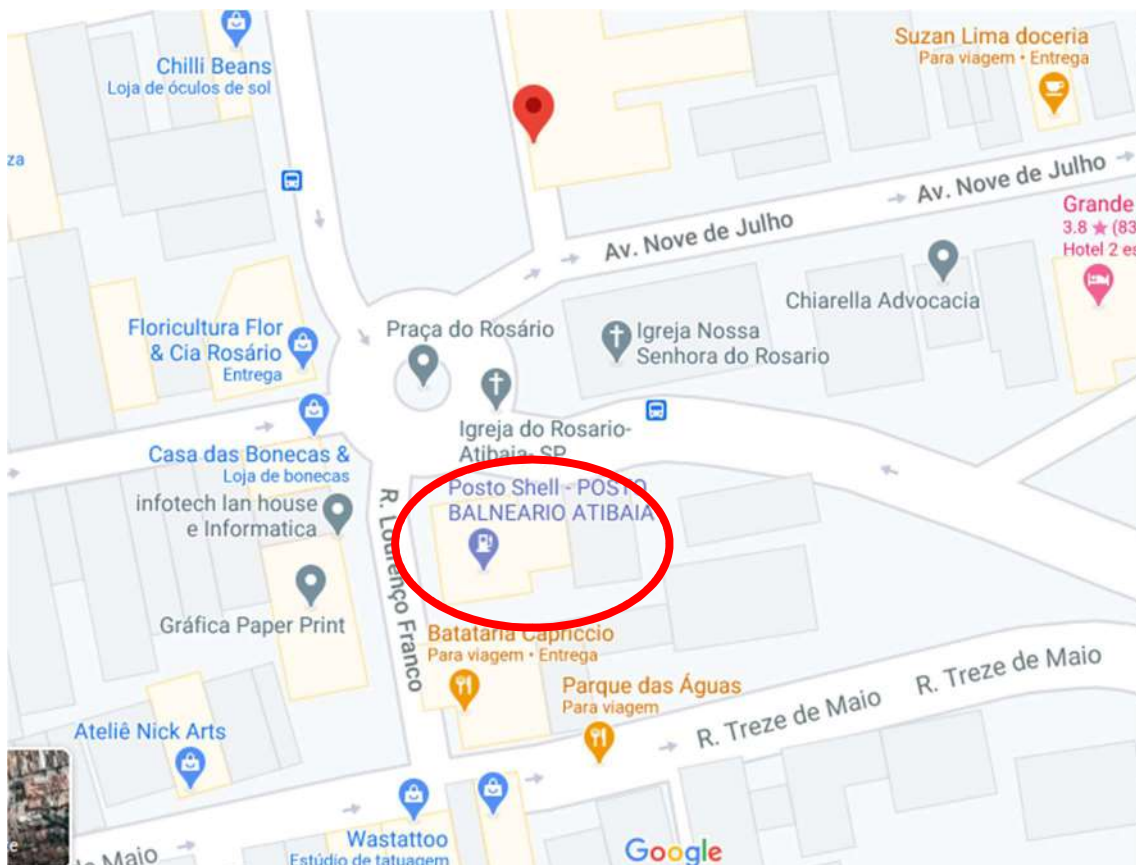 Chilli Beans
Loja de óculos de sol
Suzan Lima doceria
Para viagem • Entrega
za
Av. Nove de Julho
Av. Nove de Julho
Grande
3.8 ★ (83
Hotel 2 es
Chiarella Advocacia
Floricultura Flor
& Cia Rosário
Entrega
Praça do Rosário
Igreja Nossa
Senhora do Rosario
Igreja do Rosario-
Atibaia- SP
Casa das Bonecas &
Loja de bonecas
Posto Shell - POSTO
BALNEARIO ATIBAIA
infotech lan house
e Informatica
R. Lourenço Franco
Gráfica Paper Print
Batataria Capriccio
Para viagem • Entrega
Parque das Águas
Para viagem
R. Treze de Maio
R. Treze de Maio
Ateliê Nick Arts
Wastattoo
Estúdio de tatuagem
de Maio
Google